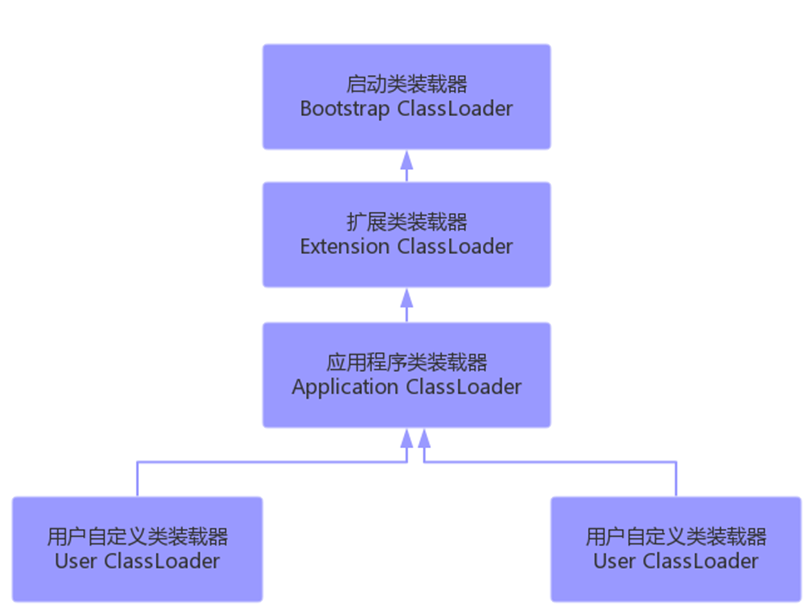 启动类装载器
Bootstrap ClassLoader
扩展类装载器
Extension ClassLoader
应用程序类装载器
Application ClassLoader
用户自定义类装载器
User ClassLoader
用户自定义类装载器
User ClassLoader